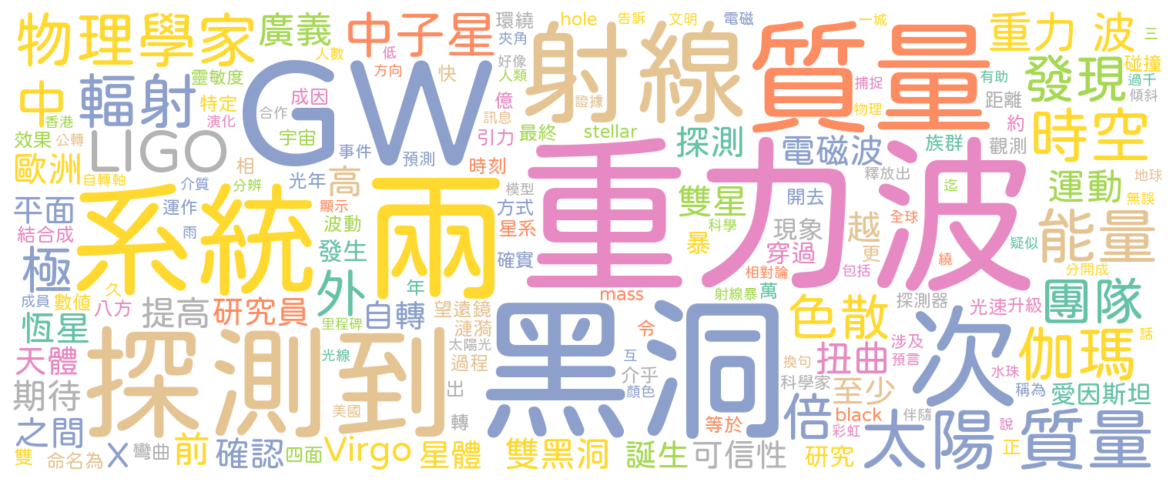 物理學家
廣義
中子星
環繞
hole
告訴
文明
電磁
一城
重力 波
三
人數
夾角
好像
低
靈敏度
方向
快
人類
射線
質量
捕捉
有助
發現
碰撞
過千
傾斜
中
輻射
特定
成因
合作
億
訊息
證據
物理
距離
香港
演化
GW
宇宙
引力
最終
stellar
探測
電磁波
族群
約
觀測
時空
效果
公轉
LIGO
事件
預測
時刻
歐洲
相
光年
高
模型
重力波
雙星
開去
釋放出
迄
運動
地球
無誤
自轉軸
介質
分辨
系統
兩
方式
科學
現象
全球
能量
平面
運作
顯示
波動
星系
暴
穿過
越
結合成
雨
發生
確實
更
疑似
極
外
相對論
包括
繞
分開成
mass
射線暴
萬
成員
數值
久
八方
年
望遠鏡
探測器
光速
升級
團隊
恆星
提高
研究員
里程碑
自轉
漣漪
色散
次
太陽光
令
天體
探測到
光線
過程
黑洞
互
換句
扭曲
涉及
預言
伽瑪
話
期待
出
介乎
顏色
科學家
至少
水珠
稱為
愛因斯坦
美國
轉
等於
倍
black
伴隨
說
之間
X
彎曲
前
確認
四面
Virgo
星體
雙黑洞
誕生
可信性
彩虹
研究
太陽 質量
正
雙
命名為